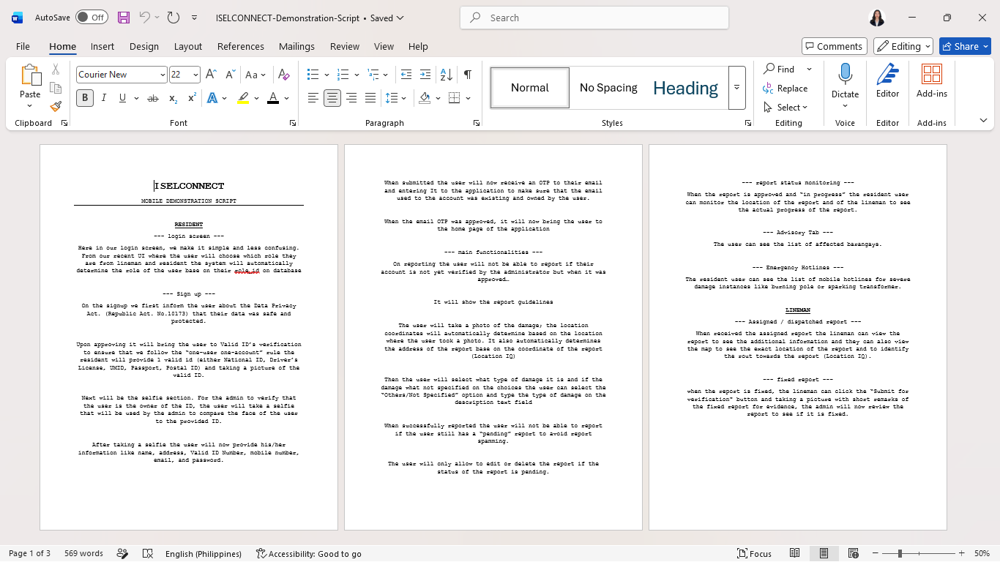 AutoSave Off ISELCONNECT-Demonstration-Script • Saved Search
File Home Insert Design Layout References Mailings Review View Help Comments Editing Share
Paste Courier New 22 Aa Normal No Spacing Heading Find Replace Select Dictate Editor Add-ins
Clipboard Font Paragraph Styles Editing Voice Editor Add-ins
ISELCONNECT
MOBILE DEMONSTRATION SCRIPT
RESIDENT
--- login screen ---
Here in our login screen, we make it simple and less confusing.
From our recent UI where the user will choose which role they
are from lineman and resident the system will automatically
determine the role of the user base on their role_id on database
--- Sign up ---
On the signup we first inform the user about the Data Privacy
Act. (Republic Act. No.10173) that their data was safe and
protected.
Upon approving it will bring the user to Valid ID’s verification
to ensure that we follow the “one-user one-account” rule the
resident will provide 1 valid id (either National ID, Driver’s
License, UMID, Passport, Postal ID) and taking a picture of the
valid ID.
Next will be the selfie section. For the admin to verify that
the user is the owner of the ID, the user will take a selfie
that will be used by the admin to compare the face of the user
to the provided ID.
After taking a selfie the user will now provide his/her
information like name, address, Valid ID Number, mobile number,
email, and password.
When submitted the user will now receive an OTP to their email
and entering It to the application to make sure that the email
used to the account was existing and owned by the user.
When the email OTP was approved, it will now bring the user to
the home page of the application
--- main functionalities ---
On reporting the user will not be able to report if their
account is not yet verified by the administrator but when it was
approved…
It will show the report guidelines
The user will take a photo of the damage; the location
coordinates will automatically determine based on the location
where the user took a photo. It also automatically determines
the address of the report base on the coordinate of the report
(Location IQ)
Then the user will select what type of damage it is and if the
damage what not specified on the choices the user can select the
“Others/Not Specified” option and type the type of damage on the
description text field
When successfully reported the user will not be able to report
if the user still has a “pending” report to avoid report
spamming.
The user will only allow to edit or delete the report if the
status of the report is pending.
--- report status monitoring ---
When the report is approved and “in progress” the resident user
can monitor the location of the report and of the lineman to see
the actual progress of the report.
--- Advisory Tab ---
The user can see the list of affected barangays.
--- Emergency Hotlines ---
The resident user can see the list of mobile hotlines for severe
damage instances like burning pole or sparking transformer.
LINEMAN
--- Assigned / dispatched report ---
When received the assigned report the lineman can view the
report to see the additional information and they can also view
the map to see the exact location of the report and to identify
the rout towards the report (Location IQ).
--- fixed report ---
when the report is fixed, the lineman can click the “Submit for
verification” button and taking a picture with short remarks of
the fixed report for evidence, the admin will now review the
report to see if it is fixed.
Page 1 of 3 569 words English (Philippines) Accessibility: Good to go Focus 50%